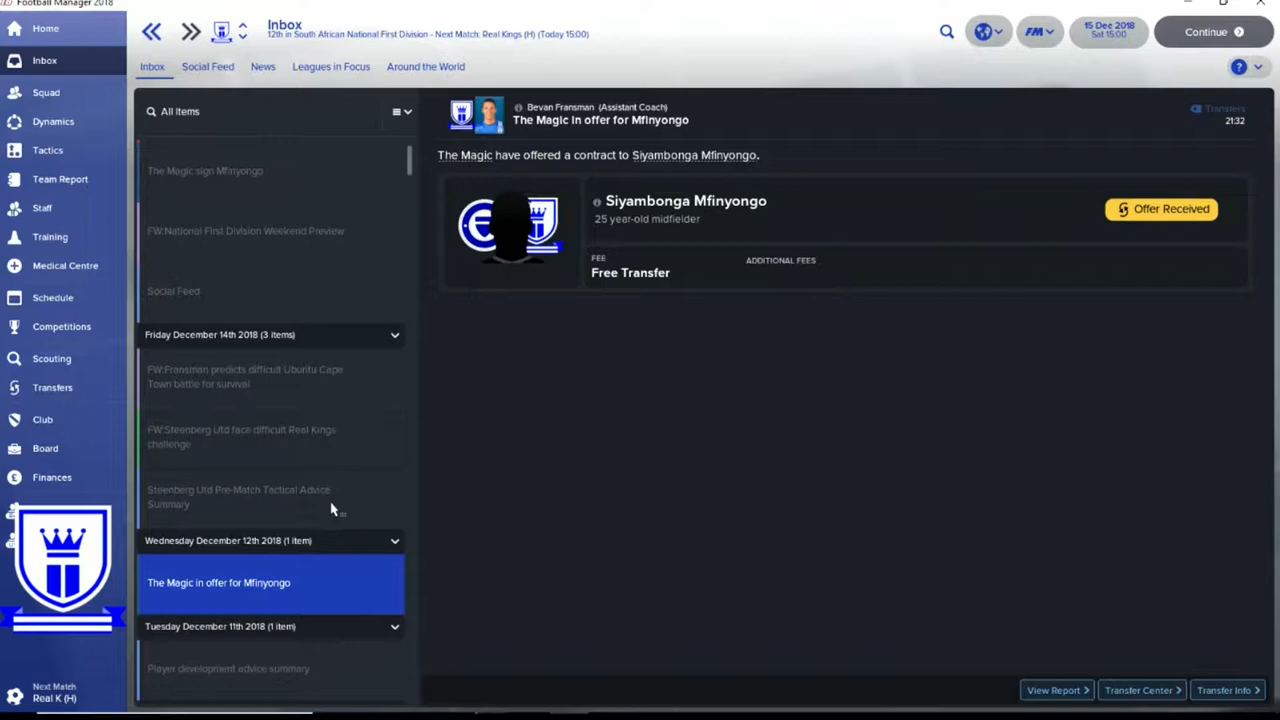 Football Manager 2018
Home
Inbox
Squad
Dynamics
Tactics
Team Report
Staff
Training
Medical Centre
Schedule
Competitions
Scouting
Transfers
Club
Board
Finances
Next Match
Real K (H)
Inbox
12th in South African National First Division - Next Match: Real Kings (H) (Today 15:00)
FM
15 Dec 2018
Sat 15:00
Continue
Inbox
Social Feed
News
Leagues in Focus
Around the World
?
All Items
The Magic sign Mfinyongo
FW:National First Division Weekend Preview
Social Feed
Friday December 14th 2018 (3 items)
FW:Fransman predicts difficult Ubuntu Cape
Town battle for survival
FW:Steenberg Utd face difficult Real Kings
challenge
Steenberg Utd Pre-Match Tactical Advice
Summary
Wednesday December 12th 2018 (1 item)
The Magic in offer for Mfinyongo
Tuesday December 11th 2018 (1 item)
Player development advice summary
Bevan Fransman (Assistant Coach)
The Magic in offer for Mfinyongo
Transfers
21:32
The Magic have offered a contract to Siyambonga Mfinyongo.
Siyambonga Mfinyongo
25 year-old midfielder
Offer Received
FEE
Free Transfer
ADDITIONAL FEES
View Report
Transfer Center
Transfer Info